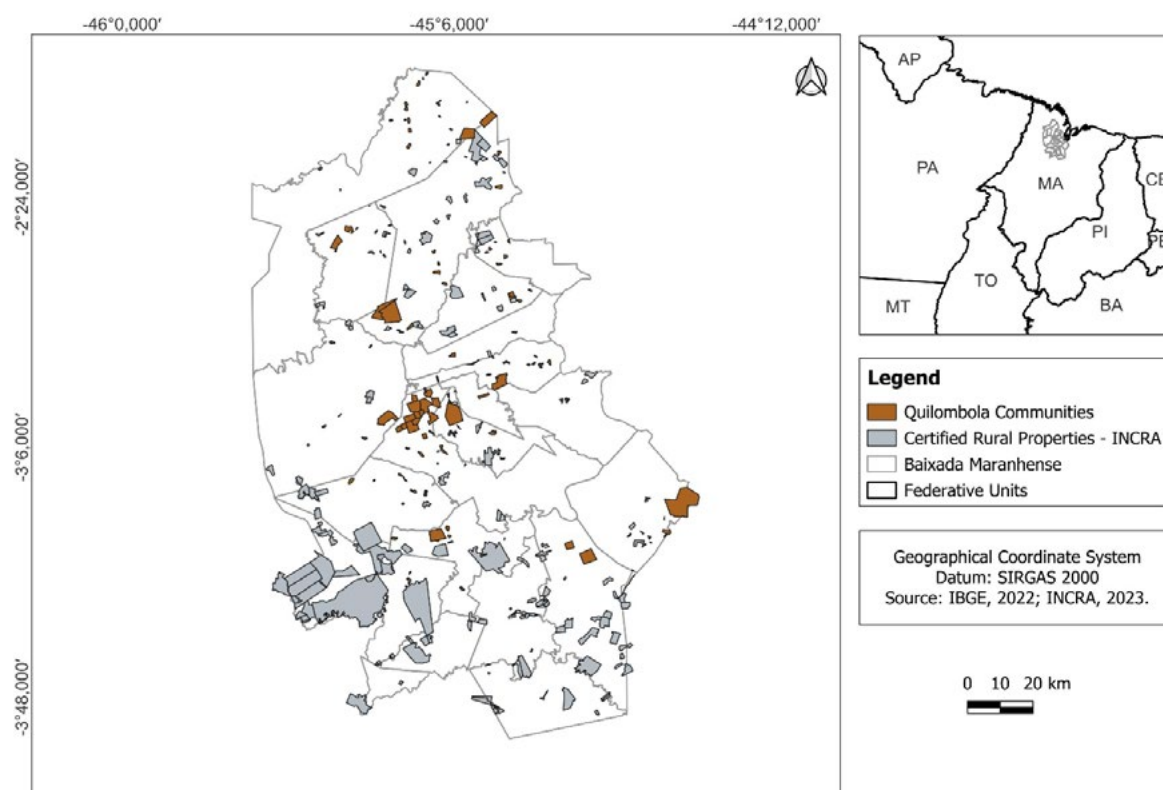 -46°0,000′ -45°6,000′ -44°12,000′
-2°24,000′
-3°6,000′
-3°48,000′
AP
PA
MA
CE
PI
PE
TO
MT
BA
Legend
Quilombola Communities
Certified Rural Properties - INCRA
Baixada Maranhense
Federative Units
Geographical Coordinate System
Datum: SIRGAS 2000
Source: IBGE, 2022; INCRA, 2023.
0 10 20 km